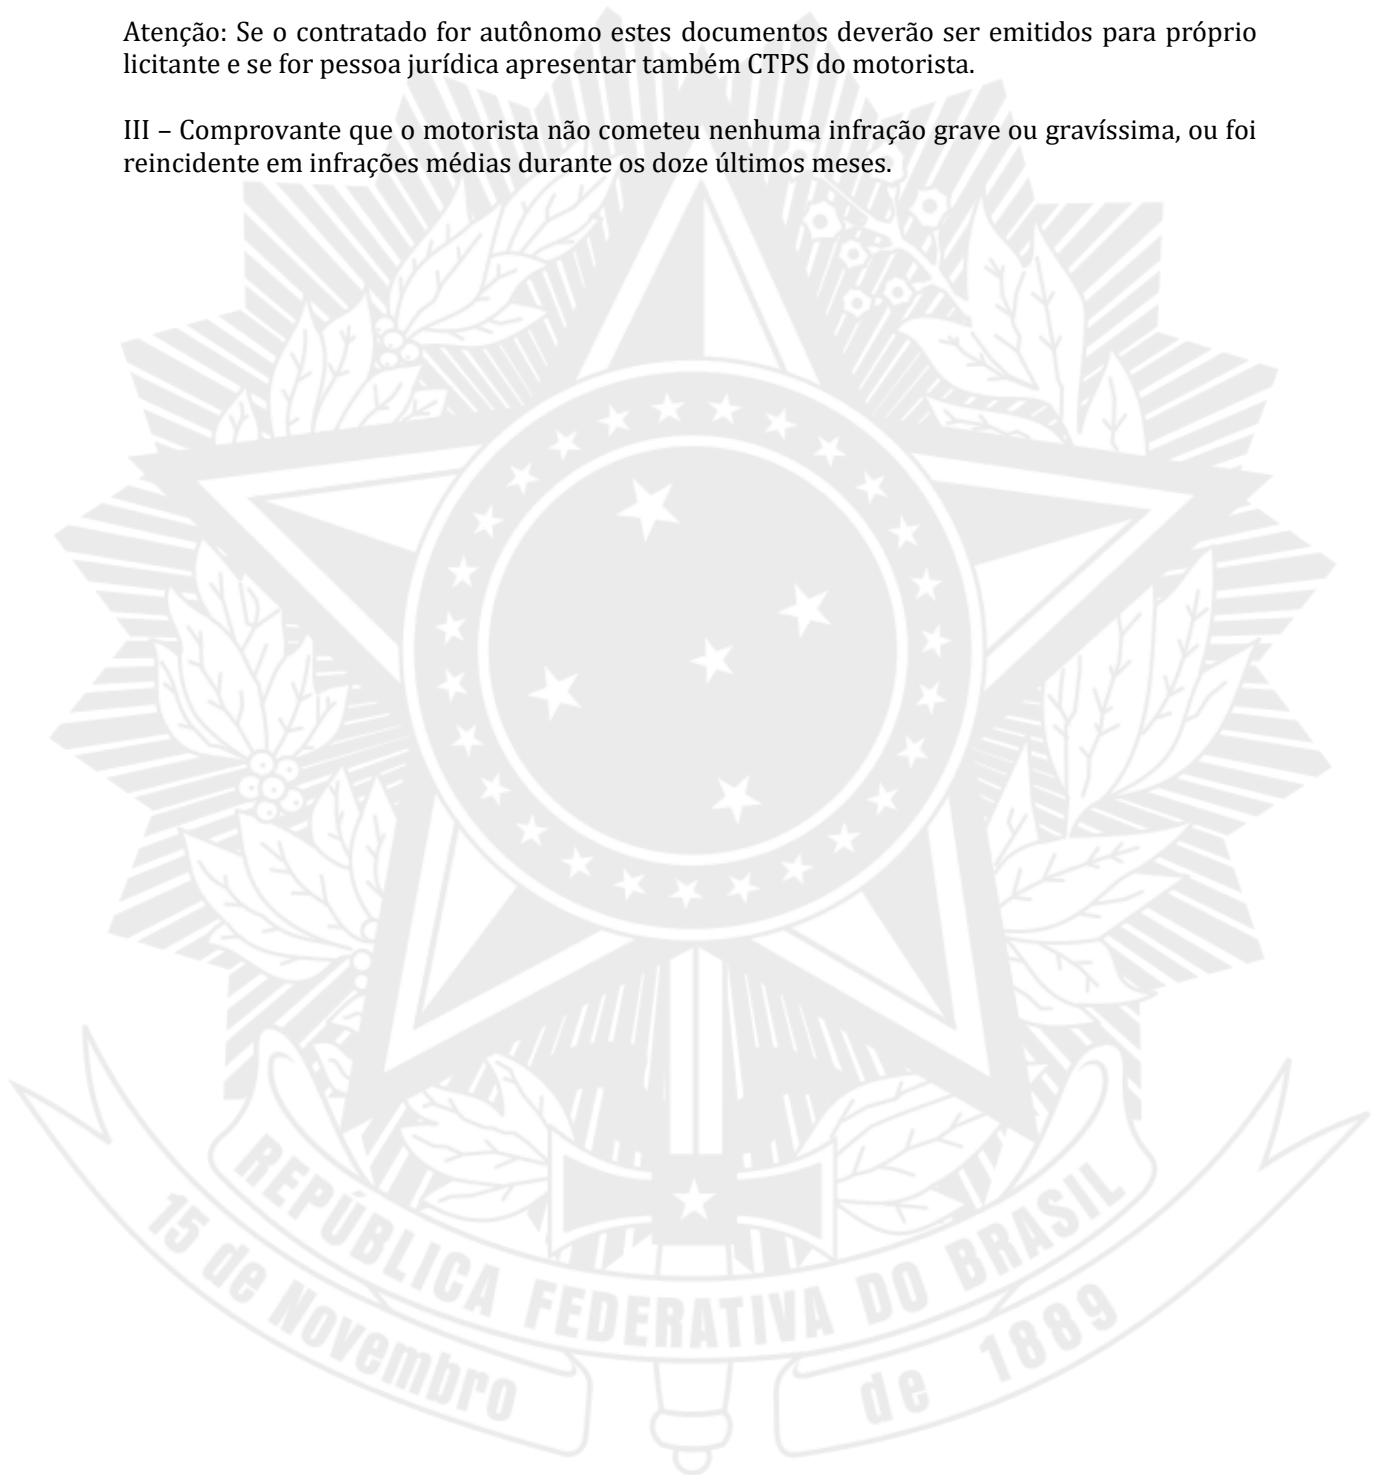 Atenção: Se o contratado for autônomo estes documentos deverão ser emitidos para próprio
licitante e se for pessoa jurídica apresentar também CTPS do motorista.
III – Comprovante que o motorista não cometeu nenhuma infração grave ou gravíssima, ou foi
reincidente em infrações médias durante os doze últimos meses.
REPÚBLICA FEDERATIVA DO BRASIL
15 de Novembro de 1889